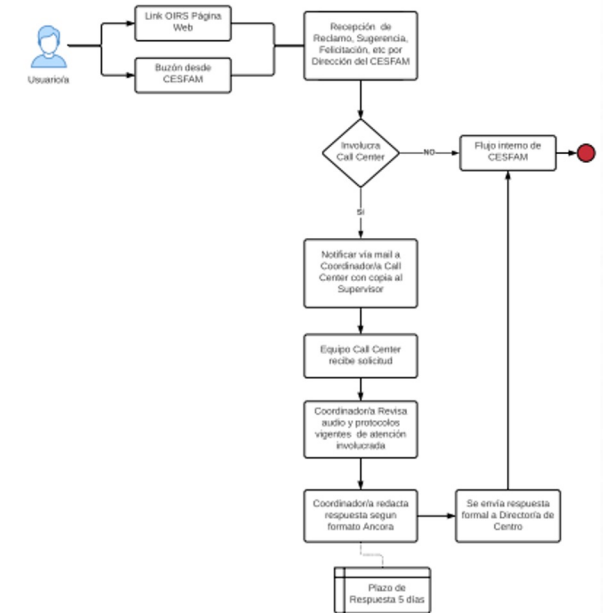 Link OIRS Página
Web
Usuario/a
Buzón desde
CESFAM
Recepción de
Reclamo, Sugerencia,
Felicitación, etc por
Dirección del CESFAM
Involucra
Call Center
NO
Flujo interno de
CESFAM
SI
Notificar vía mail a
Coordinador/a Call
Center con copia al
Supervisor
Equipo Call Center
recibe solicitud
Coordinador/a Revisa
audio y protocolos
vigentes de atención
involucrada
Coordinador/a redacta
respuesta segun
formato Ancora
Se envía respuesta
formal a Director/a de
Centro
Plazo de
Respuesta 5 días